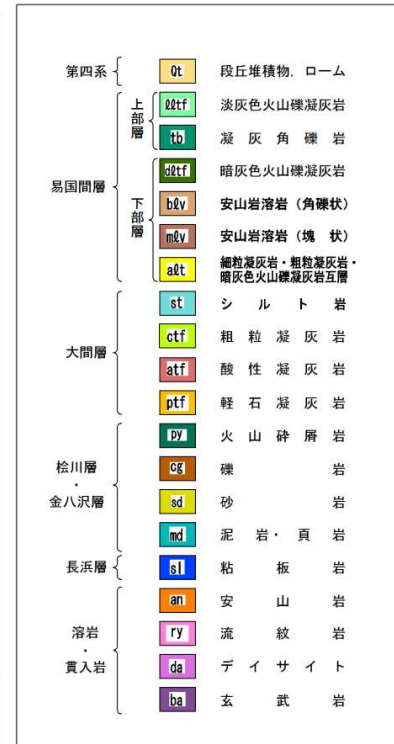 第四系
Qt 段丘堆積物，ローム
易国間層
上部層
ℓℓtf 淡灰色火山礫凝灰岩
tb 凝灰角礫岩
下部層
dℓtf 暗灰色火山礫凝灰岩
bℓv 安山岩溶岩（角礫状）
mℓv 安山岩溶岩（塊 状）
aℓt 細粒凝灰岩・粗粒凝灰岩・
暗灰色火山礫凝灰岩互層
大間層
st シルト岩
ctf 粗粒凝灰岩
atf 酸性凝灰岩
ptf 軽石凝灰岩
桧川層
・
金八沢層
py 火山砕屑岩
cg 礫岩
sd 砂岩
md 泥岩・頁岩
長浜層
sl 粘板岩
溶岩
・
貫入岩
an 安山岩
ry 流紋岩
da デイサイト
ba 玄武岩